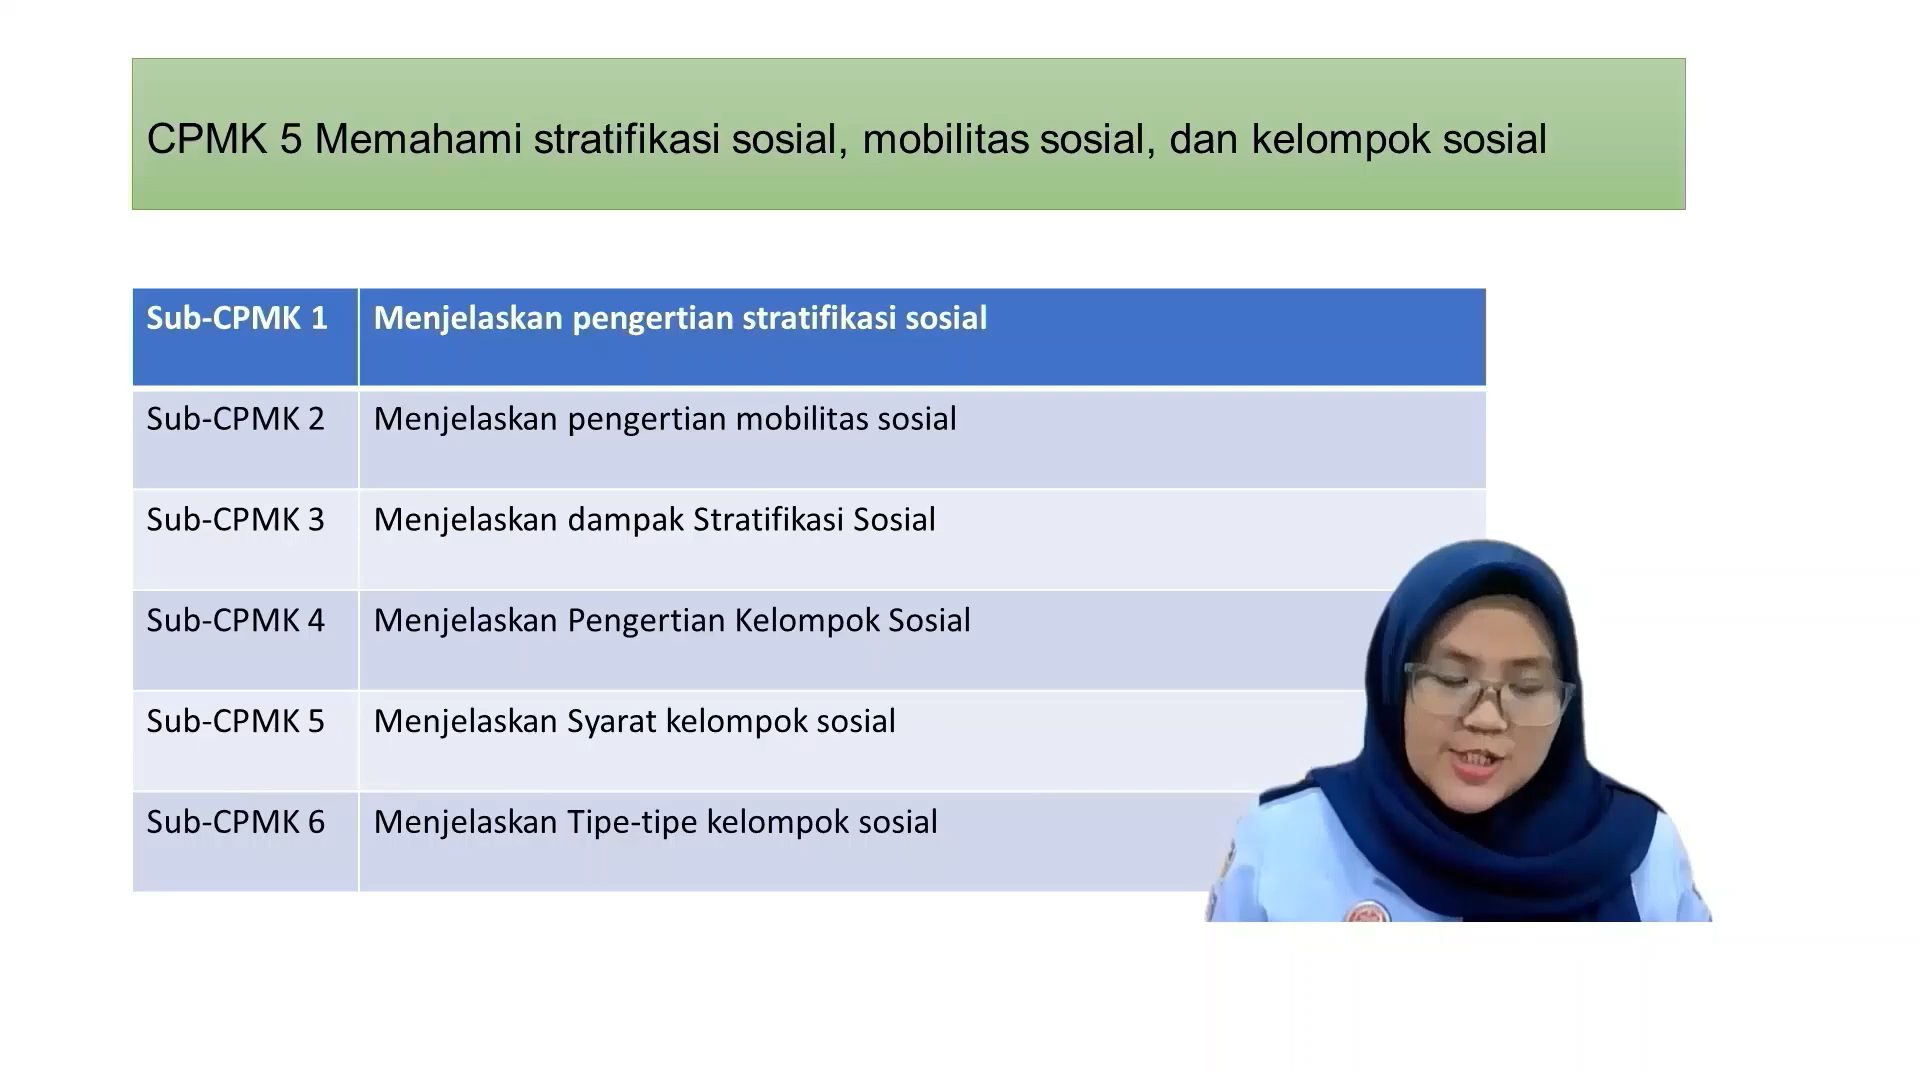 CPMK 5 Memahami stratifikasi sosial, mobilitas sosial, dan kelompok sosial
Sub-CPMK 1 Menjelaskan pengertian stratifikasi sosial
Sub-CPMK 2 Menjelaskan pengertian mobilitas sosial
Sub-CPMK 3 Menjelaskan dampak Stratifikasi Sosial
Sub-CPMK 4 Menjelaskan Pengertian Kelompok Sosial
Sub-CPMK 5 Menjelaskan Syarat kelompok sosial
Sub-CPMK 6 Menjelaskan Tipe-tipe kelompok sosial